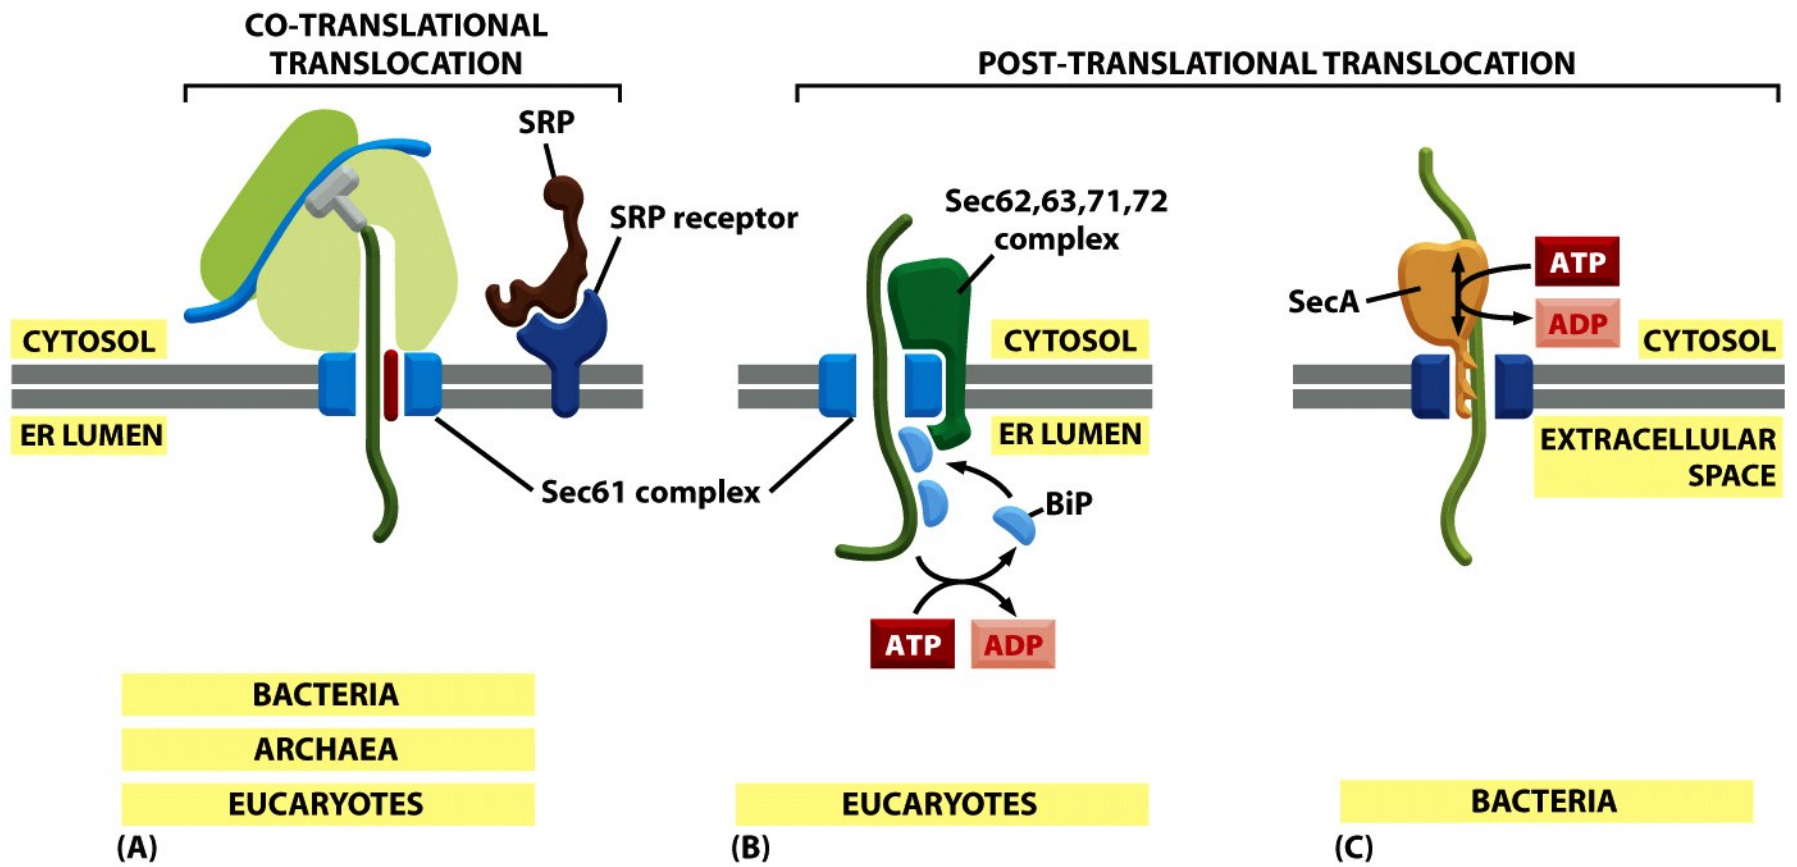 CO-TRANSLATIONAL
TRANSLOCATION
POST-TRANSLATIONAL TRANSLOCATION
SRP
SRP receptor
CYTOSOL
ER LUMEN
Sec61 complex
Sec62,63,71,72
complex
CYTOSOL
ER LUMEN
BiP
ATP
ADP
SecA
ATP
ADP
CYTOSOL
EXTRACELLULAR
SPACE
BACTERIA
ARCHAEA
EUCARYOTES
(A)
EUCARYOTES
(B)
BACTERIA
(C)